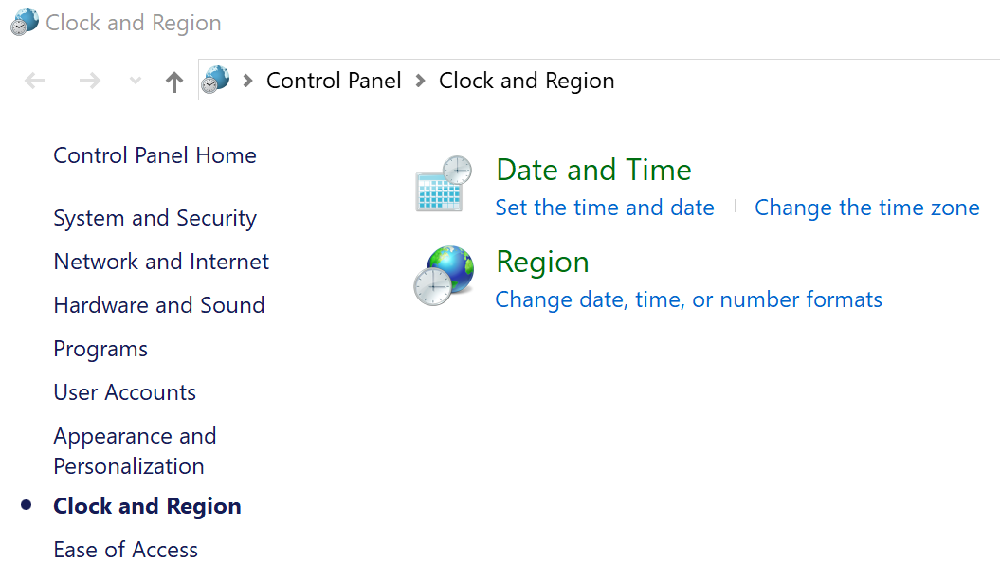 Clock and Region
Control Panel > Clock and Region
Control Panel Home
System and Security
Network and Internet
Hardware and Sound
Programs
User Accounts
Appearance and
Personalization
Clock and Region
Ease of Access
Date and Time
Set the time and date | Change the time zone
Region
Change date, time, or number formats